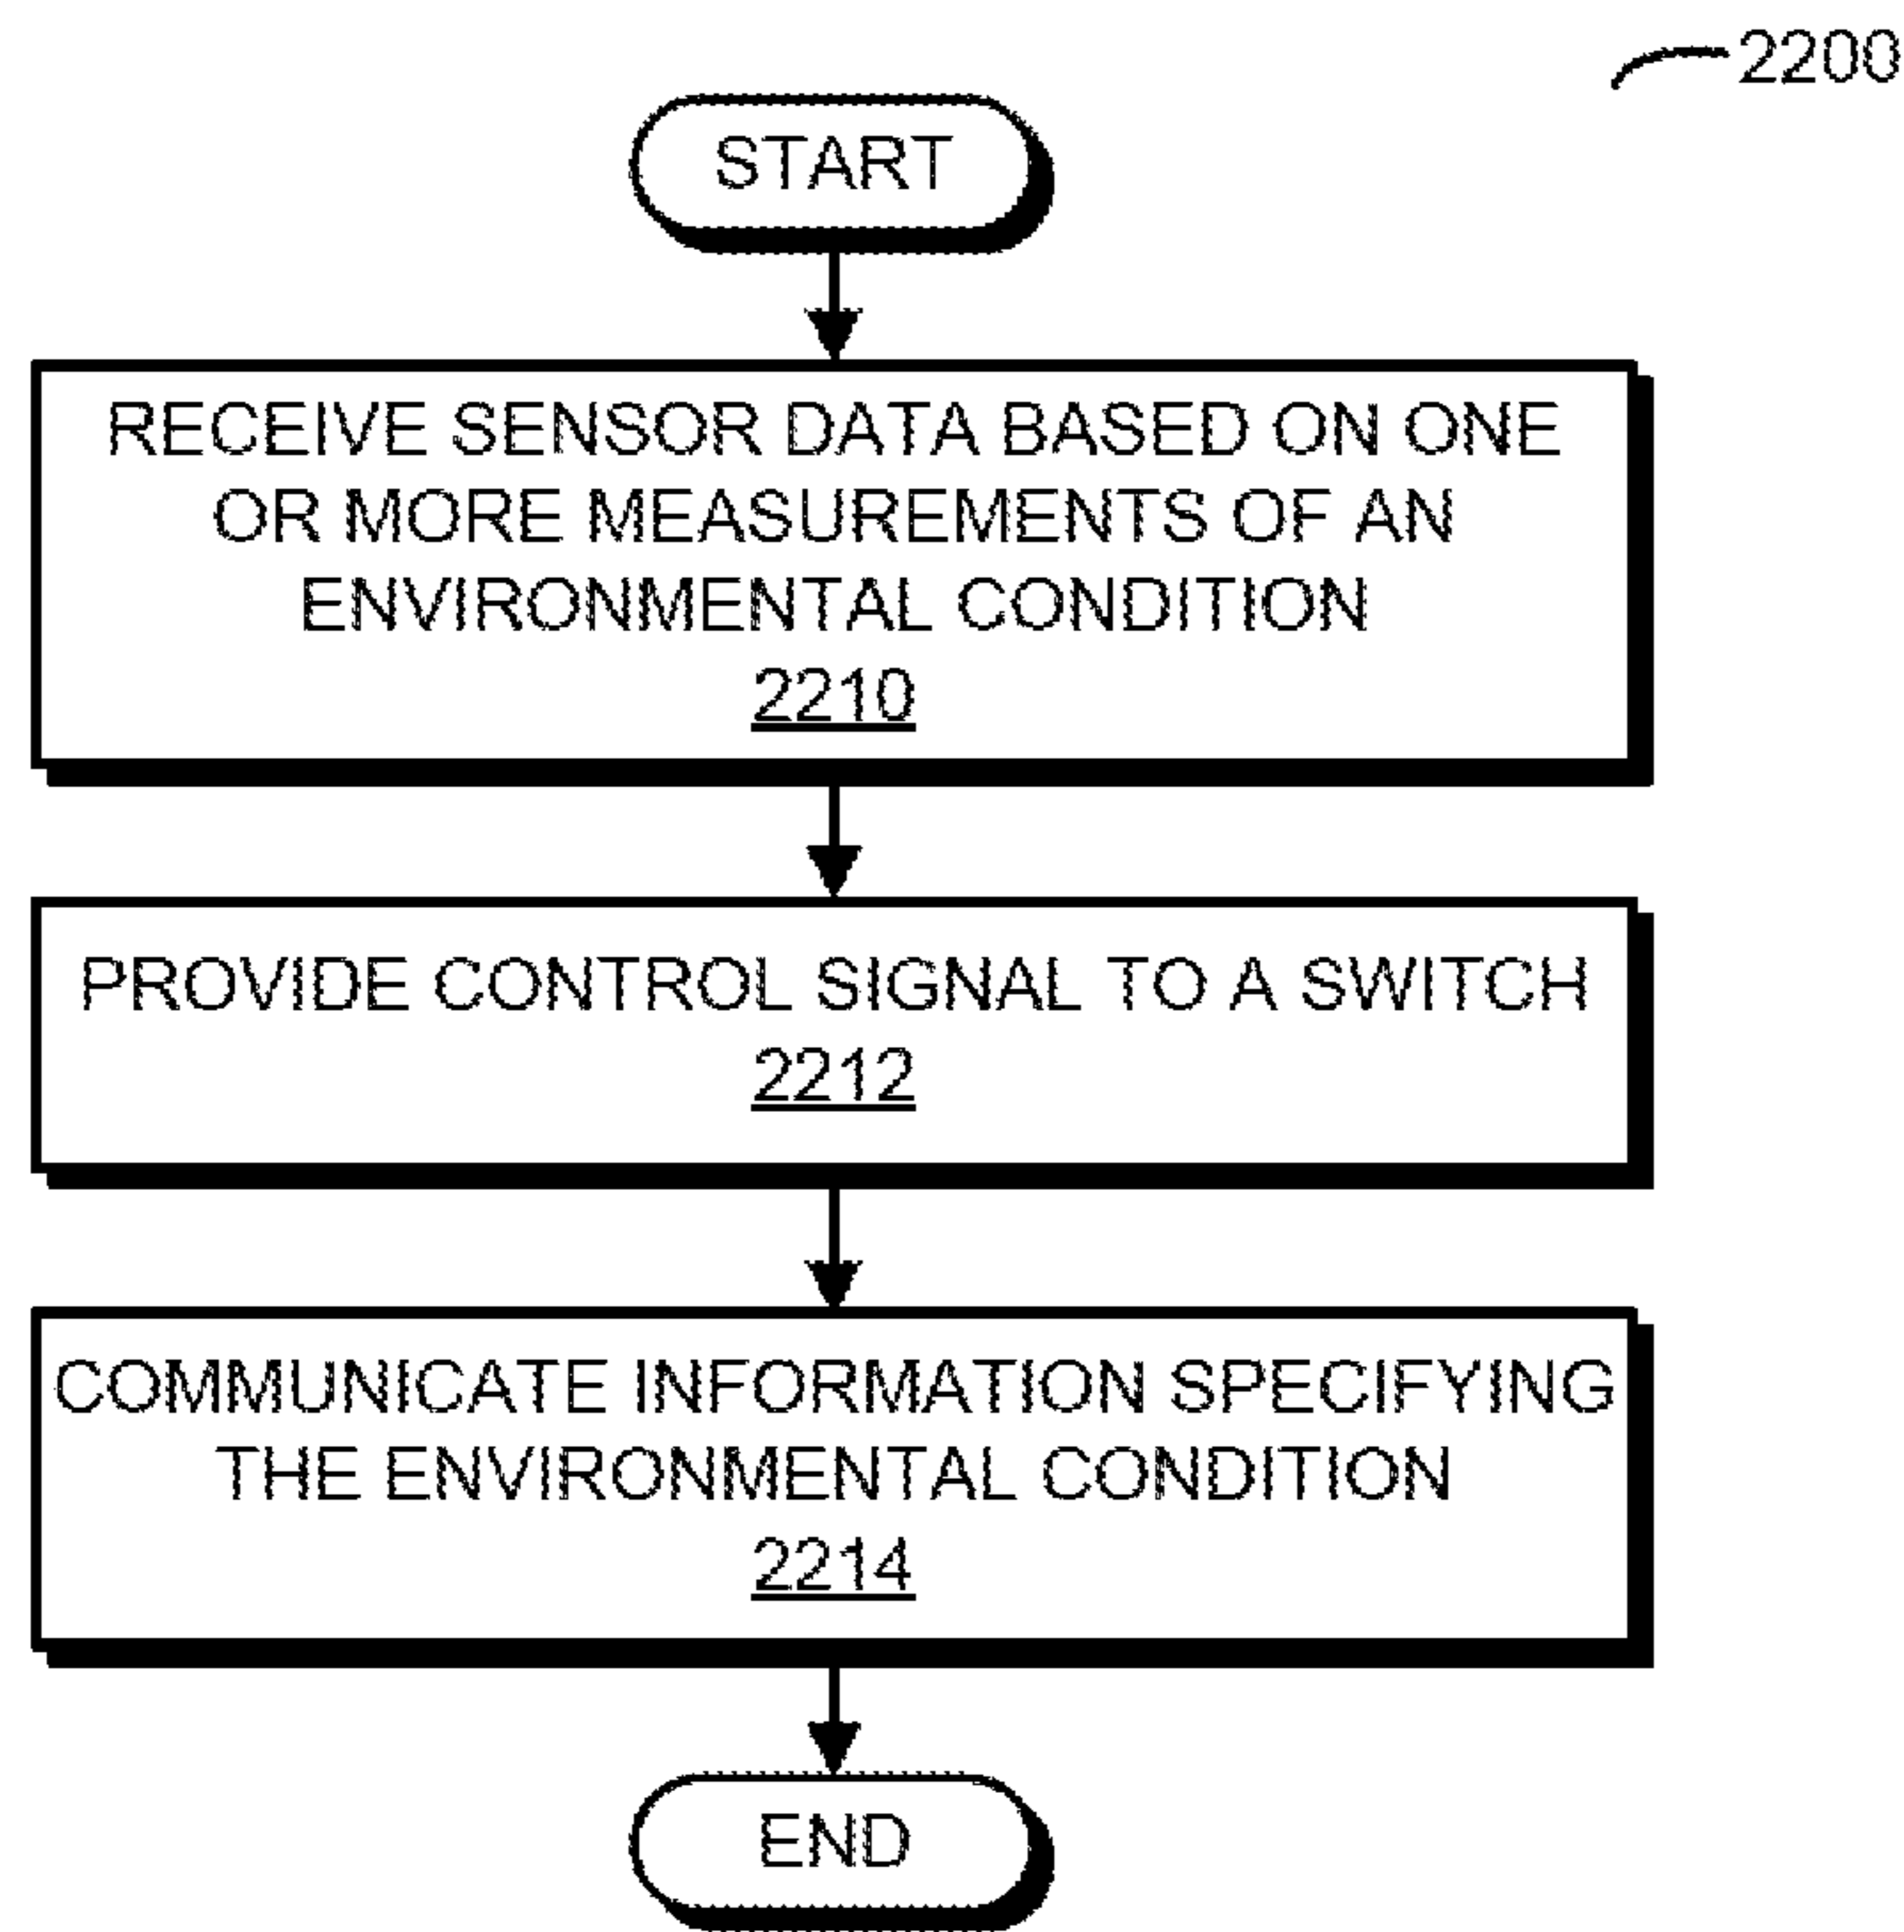 2200
START
RECEIVE SENSOR DATA BASED ON ONE
OR MORE MEASUREMENTS OF AN
ENVIRONMENTAL CONDITION
2210
PROVIDE CONTROL SIGNAL TO A SWITCH
2212
COMMUNICATE INFORMATION SPECIFYING
THE ENVIRONMENTAL CONDITION
2214
END